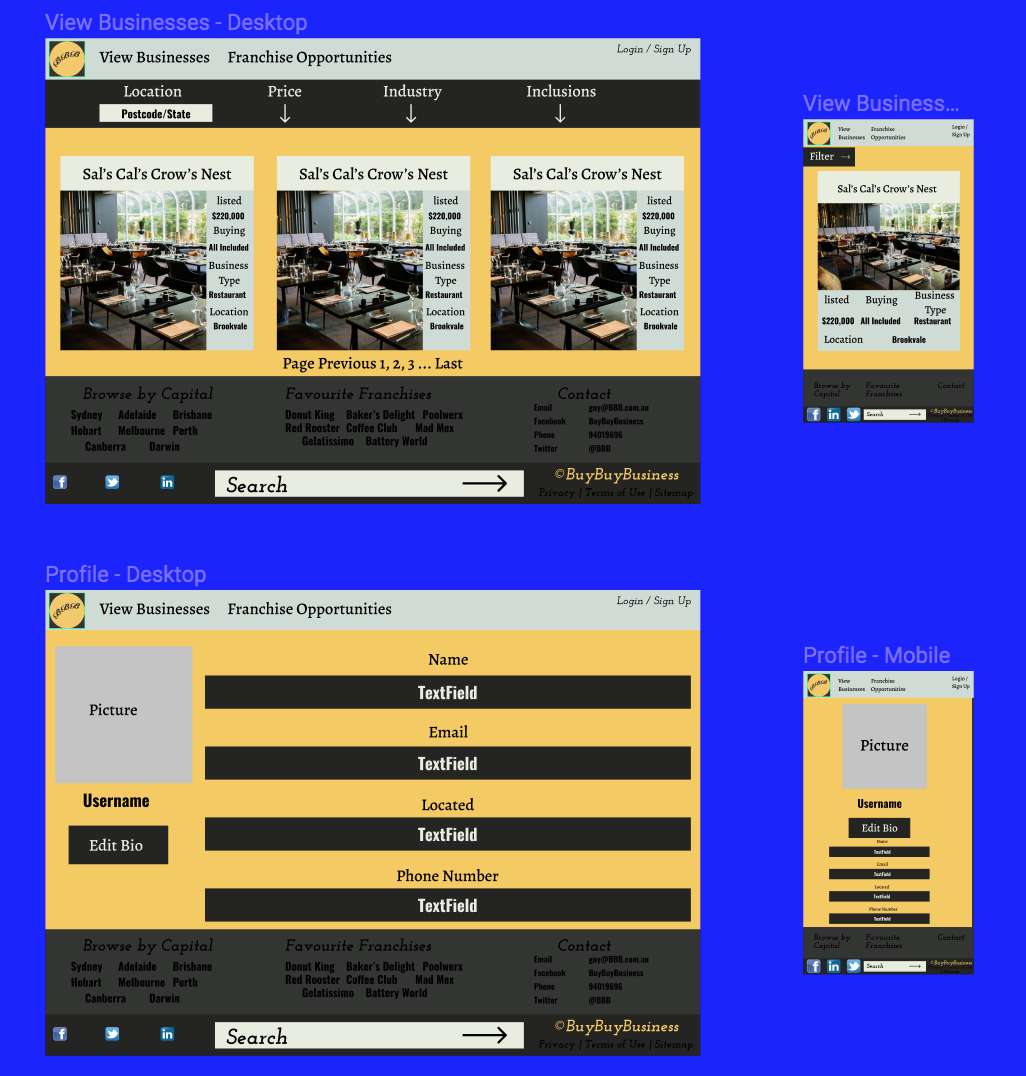 View Businesses - Desktop
BBB View Businesses Franchise Opportunities Login / Sign Up
Location Price Industry Inclusions
Postcode/State
Sal's Cal's Crow's Nest
listed
$220,000
Buying
All Included
Business
Type
Restaurant
Location
Brookvale
Sal's Cal's Crow's Nest
listed
$220,000
Buying
All Included
Business
Type
Restaurant
Location
Brookvale
Sal's Cal's Crow's Nest
listed
$220,000
Buying
All Included
Business
Type
Restaurant
Location
Brookvale
Page Previous 1, 2, 3 ... Last
Browse by Capital
Sydney Adelaide Brisbane
Hobart Melbourne Perth
Canberra Darwin
Favourite Franchises
Donut King Baker's Delight Poolwerx
Red Rooster Coffee Club Mad Mex
Gelatissimo Battery World
Contact
Email guy@BBB.com.au
Facebook BuyBuyBusiness
Phone 94019696
Twitter @BBB
f in
Search →
©BuyBuyBusiness
Privacy | Terms of Use | Sitemap
View Business...
BBB
View
Businesses
Franchise
Opportunities
Login /
Sign Up
Filter →
Sal's Cal's Crow's Nest
listed Buying Business
Type
$220,000 All Included Restaurant
Location Brookvale
Browse by
Capital
Favourite
Franchises
Contact
f in
Search →
©BuyBuyBusiness
Profile - Desktop
BBB View Businesses Franchise Opportunities Login / Sign Up
Picture
Username
Edit Bio
Name
TextField
Email
TextField
Located
TextField
Phone Number
TextField
Browse by Capital
Sydney Adelaide Brisbane
Hobart Melbourne Perth
Canberra Darwin
Favourite Franchises
Donut King Baker's Delight Poolwerx
Red Rooster Coffee Club Mad Mex
Gelatissimo Battery World
Contact
Email guy@BBB.com.au
Facebook BuyBuyBusiness
Phone 94019696
Twitter @BBB
f in
Search →
©BuyBuyBusiness
Privacy | Terms of Use | Sitemap
Profile - Mobile
BBB
View
Businesses
Franchise
Opportunities
Login /
Sign Up
Picture
Username
Edit Bio
Name
TextField
Email
TextField
Located
TextField
Phone Number
TextField
Browse by
Capital
Favourite
Franchises
Contact
f in
Search →
©BuyBuyBusiness